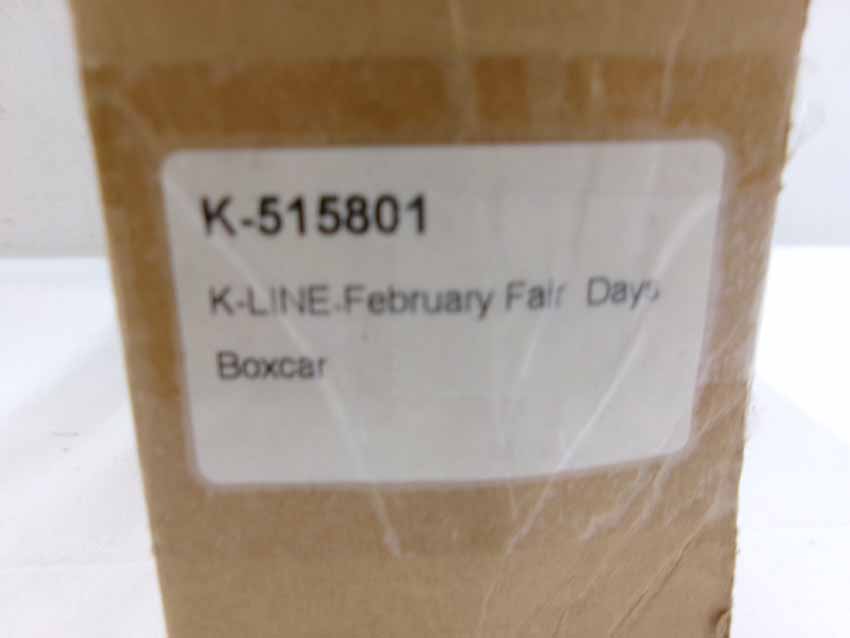 K-515801
K-LINE February Fair Days
Boxcar